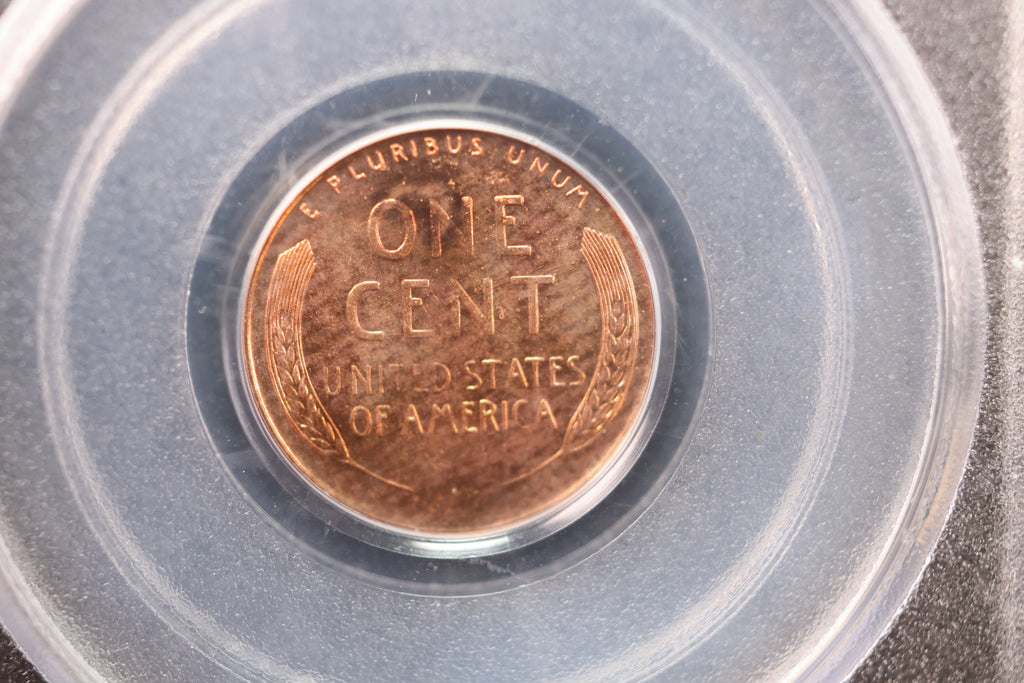 E PLURIBUS UNUM
ONE
CENT
UNITED STATES
OF AMERICA